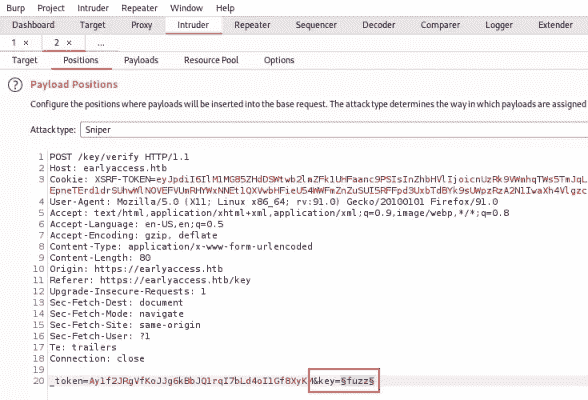 Burp Project Intruder Repeater Window Help
Dashboard Target Proxy Intruder Repeater Sequencer Decoder Comparer Logger Extender
1 × 2 × ...
Target Positions Payloads Resource Pool Options
? Payload Positions
Configure the positions where payloads will be inserted into the base request. The attack type determines the way in which payloads are assigned
Attack type: Sniper
1 POST /key/verify HTTP/1.1
2 Host: earlyaccess.htb
3 Cookie: XSRF-TOKEN=
4 User-Agent: Mozilla/5.0 (X11; Linux x86_64; rv:91.0) Gecko/20100101 Firefox/91.0
5 Accept: text/html,application/xhtml+xml,application/xml;q=0.9,image/webp,*/*;q=0.8
6 Accept-Language: en-US,en;q=0.5
7 Accept-Encoding: gzip, deflate
8 Content-Type: application/x-www-form-urlencoded
9 Content-Length: 80
10 Origin: https://earlyaccess.htb
11 Referer: https://earlyaccess.htb/key
12 Upgrade-Insecure-Requests: 1
13 Sec-Fetch-Dest: document
14 Sec-Fetch-Mode: navigate
15 Sec-Fetch-Site: same-origin
16 Sec-Fetch-User: ?1
17 Te: trailers
18 Connection: close
19
20 _token= &key=§fuzz§